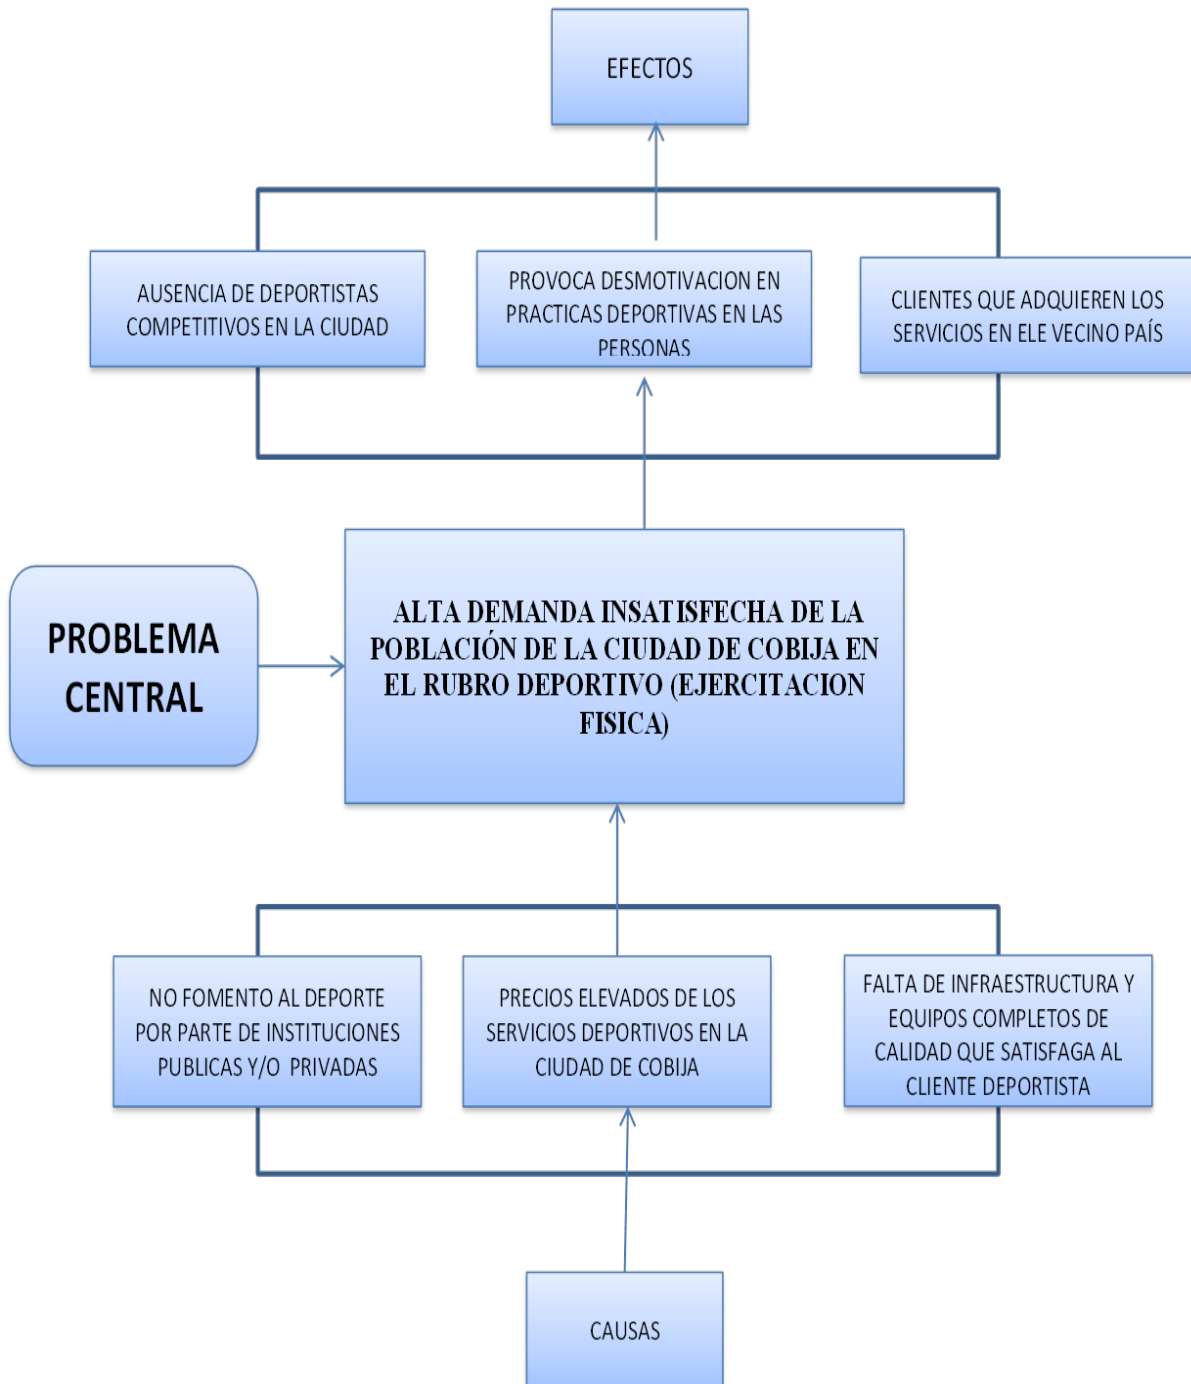 EFECTOS
AUSENCIA DE DEPORTISTAS
COMPETITIVOS EN LA CIUDAD
PROVOCA DESMOTIVACION EN
PRACTICAS DEPORTIVAS EN LAS
PERSONAS
CLIENTES QUE ADQUIEREN LOS
SERVICIOS EN ELE VECINO PAÍS
PROBLEMA
CENTRAL
ALTA DEMANDA INSATISFECHA DE LA
POBLACIÓN DE LA CIUDAD DE COBIJA EN
EL RUBRO DEPORTIVO (EJERCITACION
FISICA)
NO FOMENTO AL DEPORTE
POR PARTE DE INSTITUCIONES
PUBLICAS Y/O PRIVADAS
PRECIOS ELEVADOS DE LOS
SERVICIOS DEPORTIVOS EN LA
CIUDAD DE COBIJA
FALTA DE INFRAESTRUCTURA Y
EQUIPOS COMPLETOS DE
CALIDAD QUE SATISFAGA AL
CLIENTE DEPORTISTA
CAUSAS